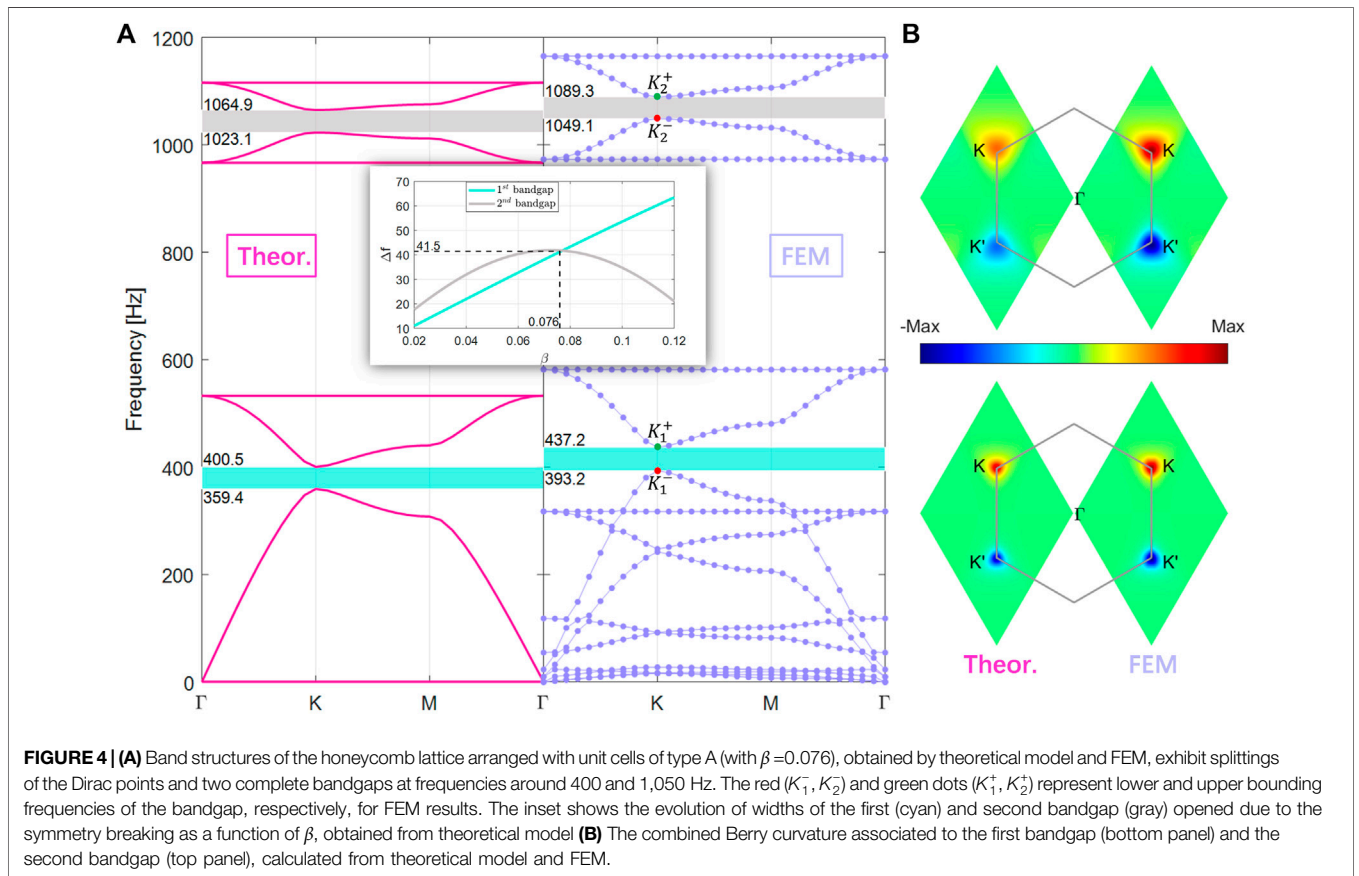 A
B
1200
1000
800
600
400
200
0
Frequency [Hz]
1064.9
1023.1
1089.3
1049.1
K₂⁺
K₂⁻
Theor.
FEM
70
60
50
40
30
20
10
41.5
Δf
1ˢᵗ bandgap
2ⁿᵈ bandgap
0.076
0.02 0.04 0.06 0.08 0.1 0.12
β
400.5
359.4
437.2
393.2
K₁⁺
K₁⁻
Γ K M Γ K M Γ
K K
Γ
K' K'
-Max Max
K K
Γ
K' K'
Theor. FEM
FIGURE 4 | (A) Band structures of the honeycomb lattice arranged with unit cells of type A (with β =0.076), obtained by theoretical model and FEM, exhibit splittings
of the Dirac points and two complete bandgaps at frequencies around 400 and 1,050 Hz. The red (K₁⁻, K₂⁻) and green dots (K₁⁺, K₂⁺) represent lower and upper bounding
frequencies of the bandgap, respectively, for FEM results. The inset shows the evolution of widths of the first (cyan) and second bandgap (gray) opened due to the
symmetry breaking as a function of β, obtained from theoretical model (B) The combined Berry curvature associated to the first bandgap (bottom panel) and the
second bandgap (top panel), calculated from theoretical model and FEM.